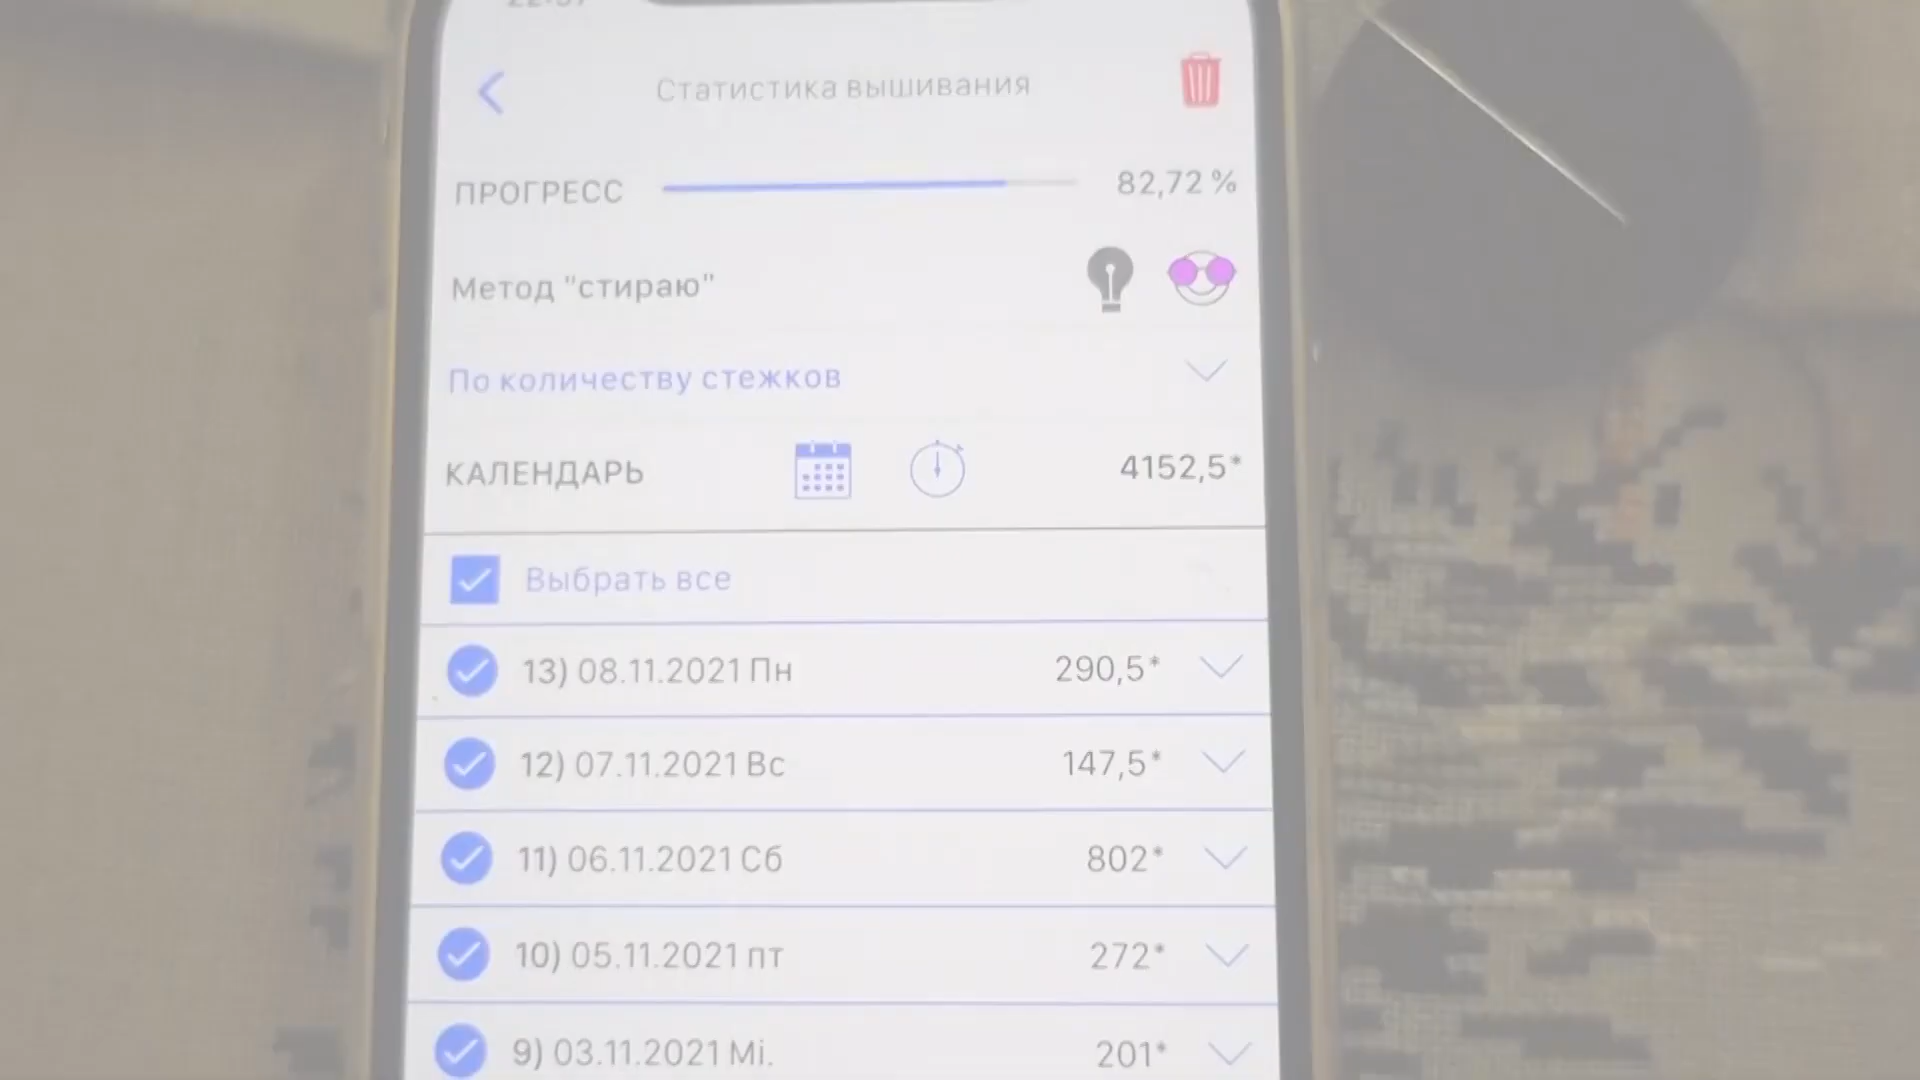 Статистика вышивания
ПРОГРЕСС 82,72 %
Метод "стираю"
По количеству стежков
КАЛЕНДАРЬ 4152,5*
Выбрать все
13) 08.11.2021 Пн 290,5*
12) 07.11.2021 Вс 147,5*
11) 06.11.2021 Сб 802*
10) 05.11.2021 пт 272*
9) 03.11.2021 Mi. 201*